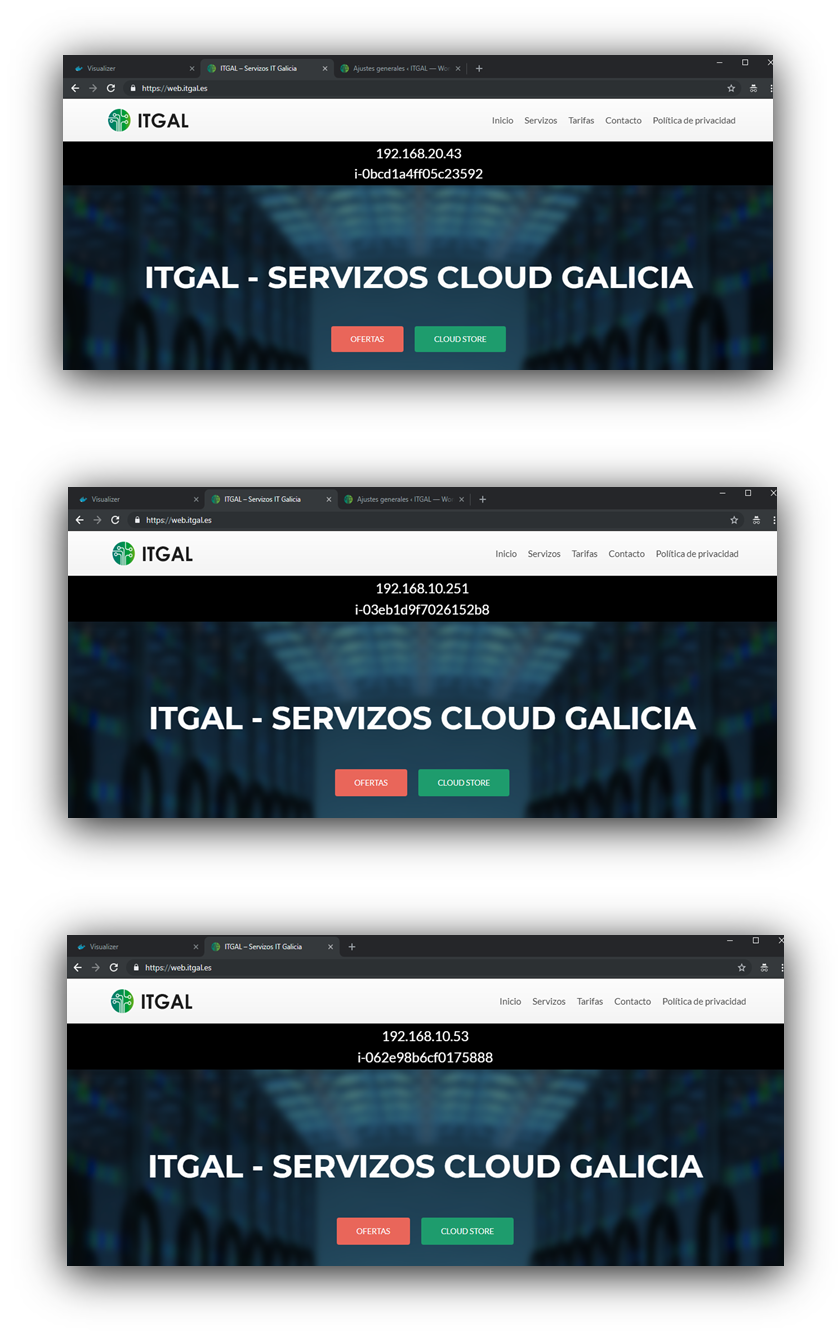 Visualizer ITGAL – Servizos IT Galicia Ajustes generales ‹ ITGAL — Wo
https://web.itgal.es
ITGAL Inicio Servizos Tarifas Contacto Política de privacidad
192.168.20.43
i-0bcd1a4ff05c23592
ITGAL - SERVIZOS CLOUD GALICIA
OFERTAS CLOUD STORE
Visualizer ITGAL – Servizos IT Galicia Ajustes generales ‹ ITGAL — Wo
https://web.itgal.es
ITGAL Inicio Servizos Tarifas Contacto Política de privacidad
192.168.10.251
i-03eb1d9f7026152b8
ITGAL - SERVIZOS CLOUD GALICIA
OFERTAS CLOUD STORE
Visualizer ITGAL – Servizos IT Galicia
https://web.itgal.es
ITGAL Inicio Servizos Tarifas Contacto Política de privacidad
192.168.10.53
i-062e98b6cf0175888
ITGAL - SERVIZOS CLOUD GALICIA
OFERTAS CLOUD STORE